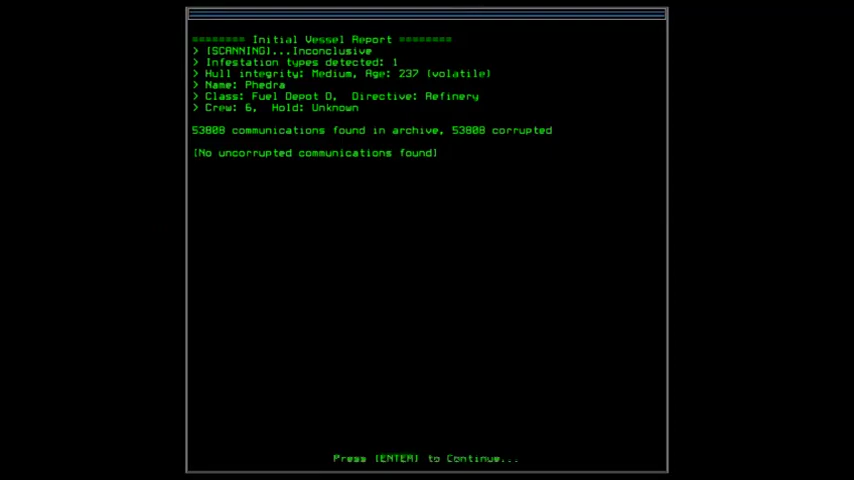 ======== Initial Vessel Report ========
> [SCANNING]...Inconclusive
> Infestation types detected: 1
> Hull integrity: Medium, Age: 237 (volatile)
> Name: Phedra
> Class: Fuel Depot D,  Directive: Refinery
> Crew: 6,  Hold: Unknown
53808 communications found in archive, 53808 corrupted
[No uncorrupted communications found]
Press [ENTER] to Continue...